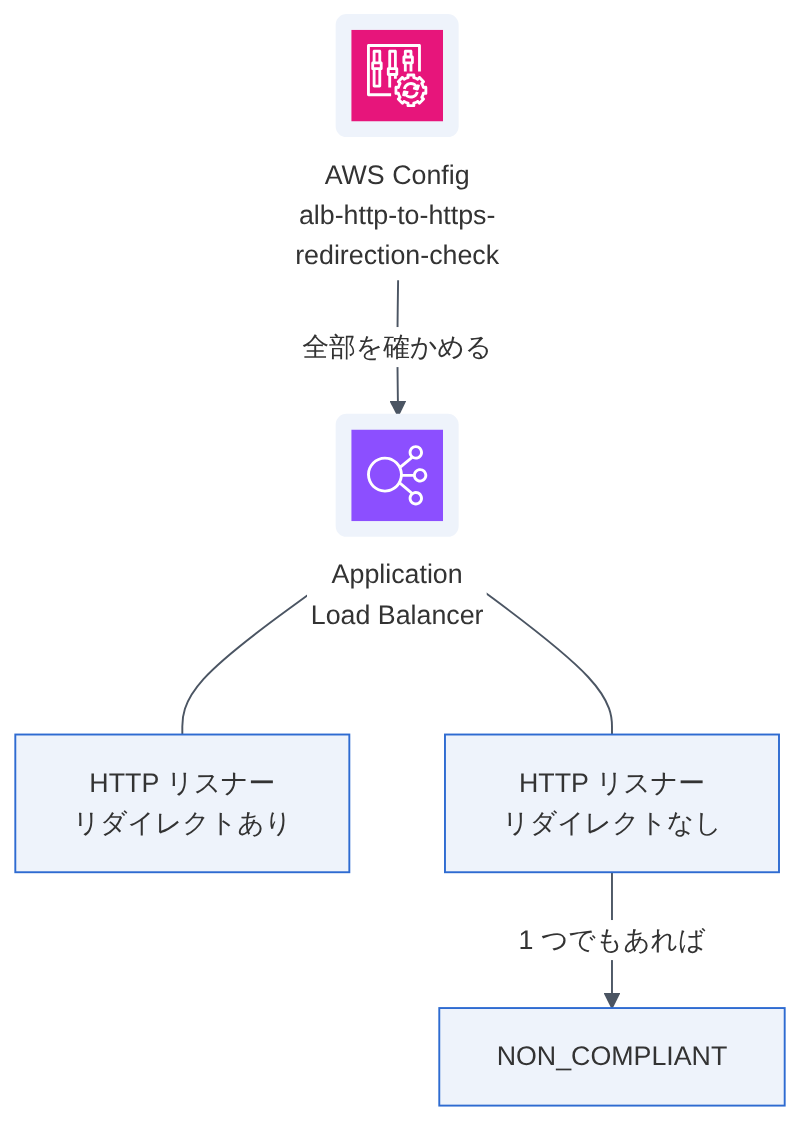 AWS Config
alb-http-to-https-
redirection-check
全部を確かめる
Application
Load Balancer
HTTP リスナー
リダイレクトあり
HTTP リスナー
リダイレクトなし
1 つでもあれば
NON_COMPLIANT